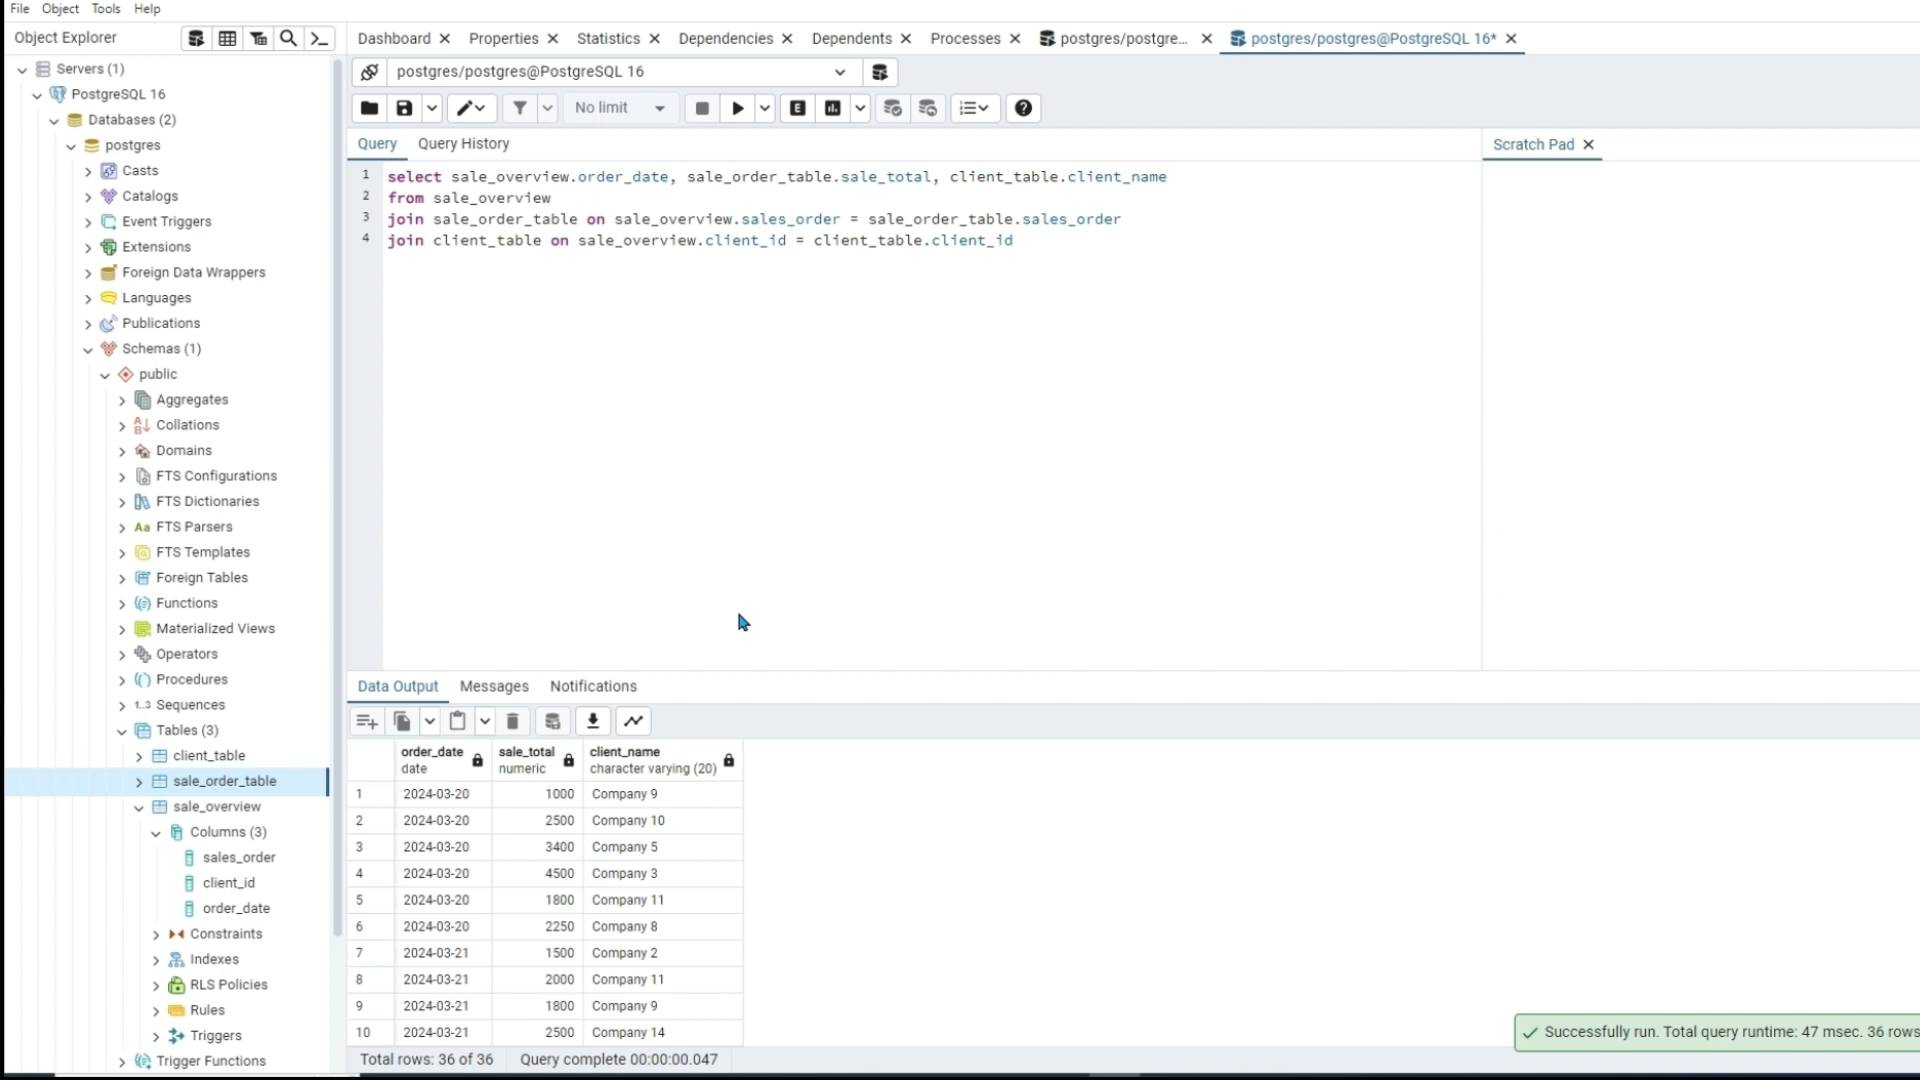 File Object Tools Help
Object Explorer
Servers (1)
PostgreSQL 16
Databases (2)
postgres
Casts
Catalogs
Event Triggers
Extensions
Foreign Data Wrappers
Languages
Publications
Schemas (1)
public
Aggregates
Collations
Domains
FTS Configurations
FTS Dictionaries
Aa FTS Parsers
FTS Templates
Foreign Tables
Functions
Materialized Views
Operators
Procedures
1..3 Sequences
Tables (3)
client_table
sale_order_table
sale_overview
Columns (3)
sales_order
client_id
order_date
Constraints
Indexes
RLS Policies
Rules
Triggers
Trigger Functions
Dashboard Properties Statistics Dependencies Dependents Processes postgres/postgre... postgres/postgres@PostgreSQL 16*
postgres/postgres@PostgreSQL 16
No limit
E
Query Query History
1 select sale_overview.order_date, sale_order_table.sale_total, client_table.client_name
2 from sale_overview
3 join sale_order_table on sale_overview.sales_order = sale_order_table.sales_order
4 join client_table on sale_overview.client_id = client_table.client_id
Scratch Pad
Data Output Messages Notifications
order_date sale_total client_name
date numeric character varying (20)
1 2024-03-20 1000 Company 9
2 2024-03-20 2500 Company 10
3 2024-03-20 3400 Company 5
4 2024-03-20 4500 Company 3
5 2024-03-20 1800 Company 11
6 2024-03-20 2250 Company 8
7 2024-03-21 1500 Company 2
8 2024-03-21 2000 Company 11
9 2024-03-21 1800 Company 9
10 2024-03-21 2500 Company 14
Total rows: 36 of 36 Query complete 00:00:00.047
Successfully run. Total query runtime: 47 msec. 36 rows